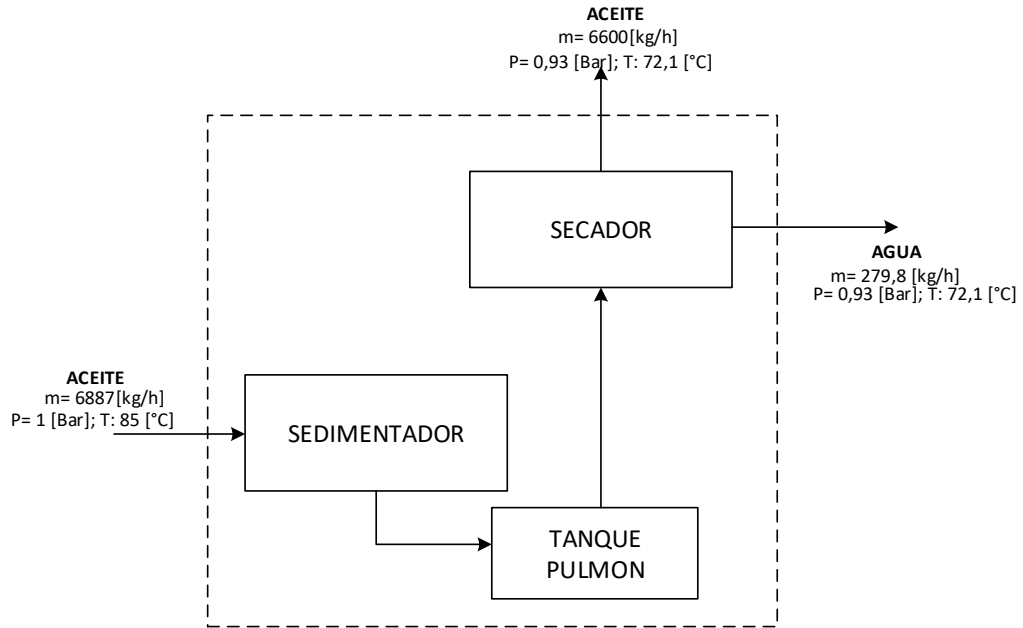 ACEITE
m= 6600[kg/h]
P= 0,93 [Bar]; T: 72,1 [°C]
SECADOR
AGUA
m= 279,8 [kg/h]
P= 0,93 [Bar]; T: 72,1 [°C]
ACEITE
m= 6887[kg/h]
P= 1 [Bar]; T: 85 [°C]
SEDIMENTADOR
TANQUE
PULMON